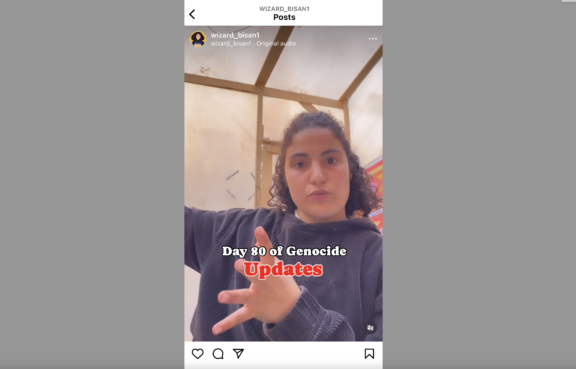 WIZARD_BISAN1
Posts
wizard_bisan1
wizard_bisan1 · Original audio
Day 80 of Genocide
Updates